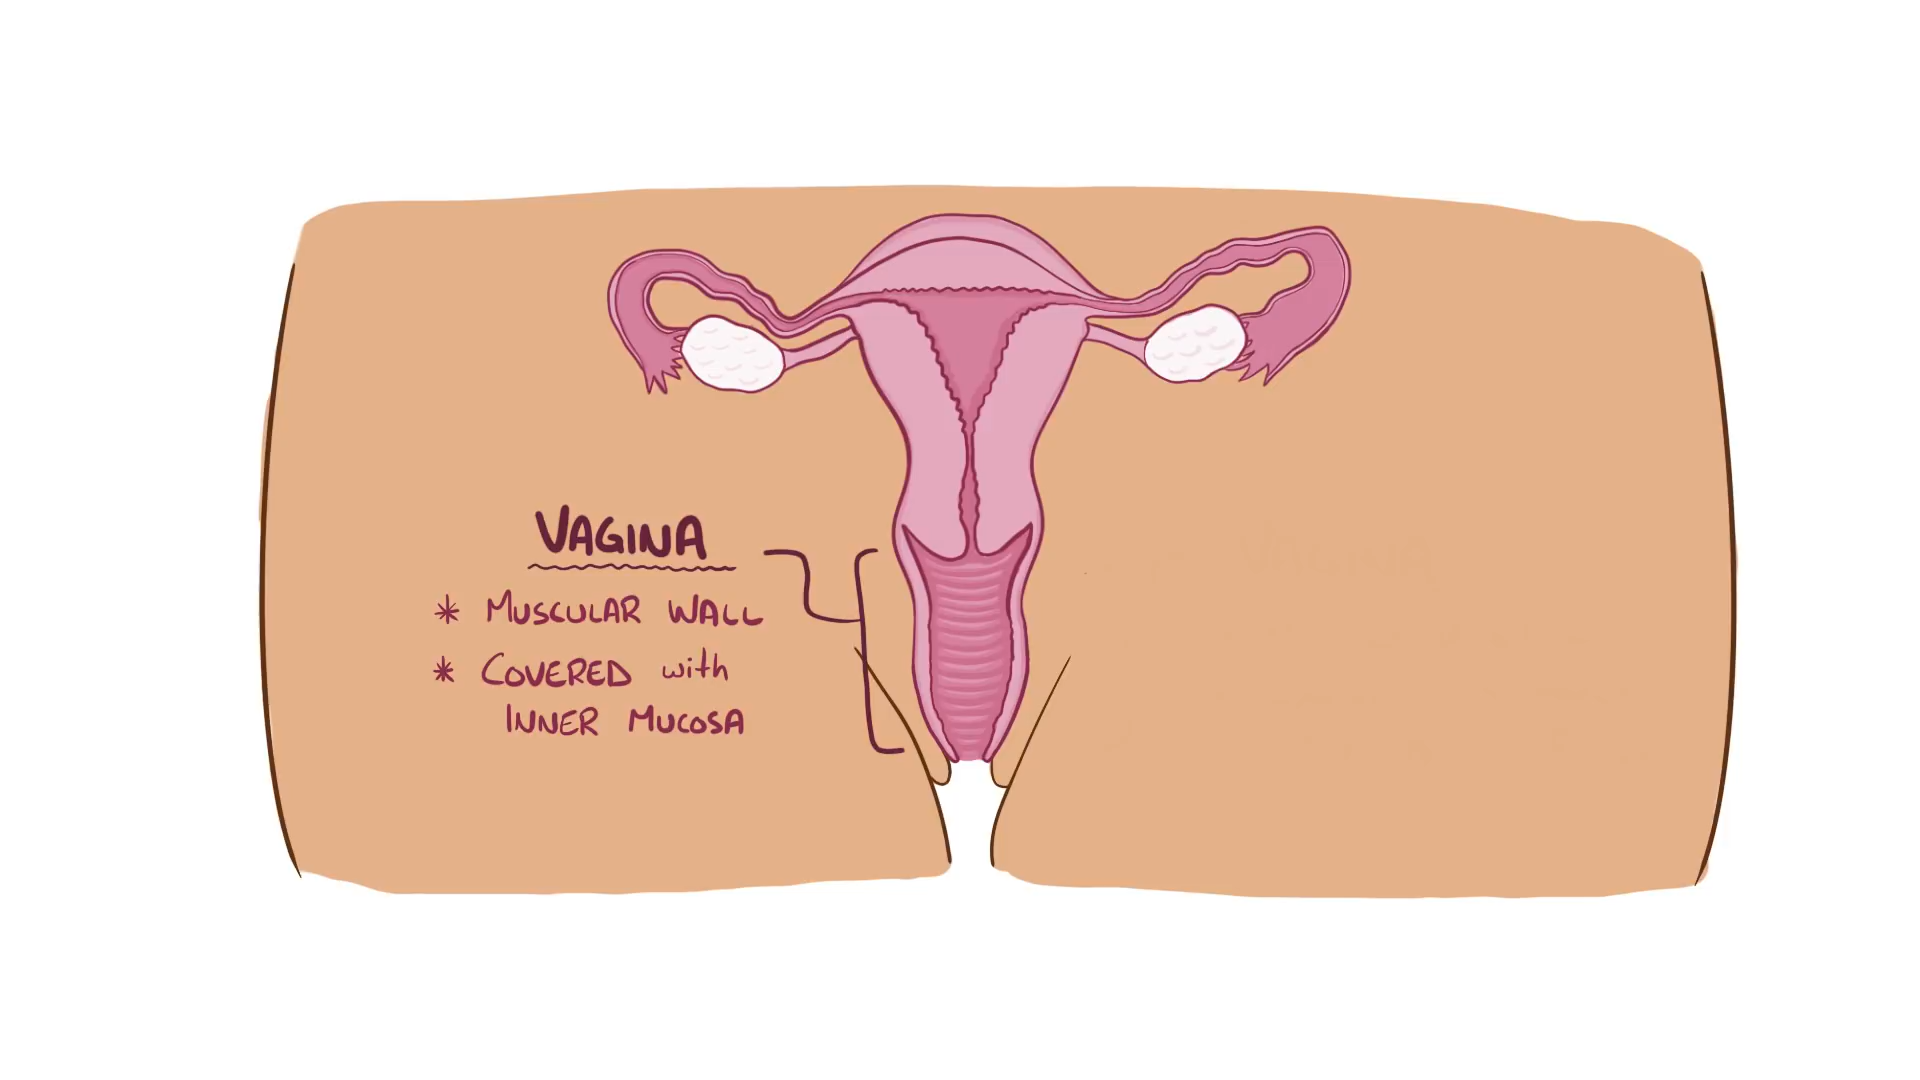 VAGINA
* MUSCULAR WALL
* COVERED with
INNER MUCOSA